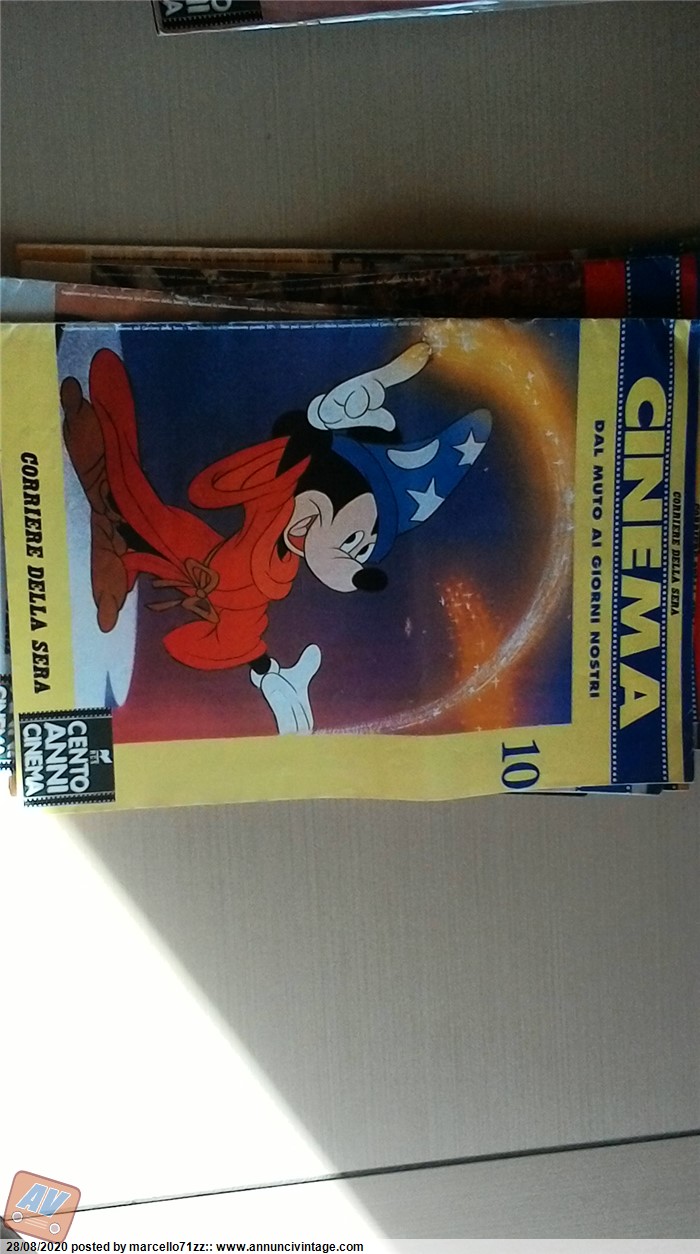 CORRIERE DELLA SERA
CINEMA
DAL MUTO AI GIORNI NOSTRI
10
CORRIERE DELLA SERA
CENTO
ANNI
CINEMA
AV
28/08/2020 posted by marcello71zz:: www.annuncivintage.com